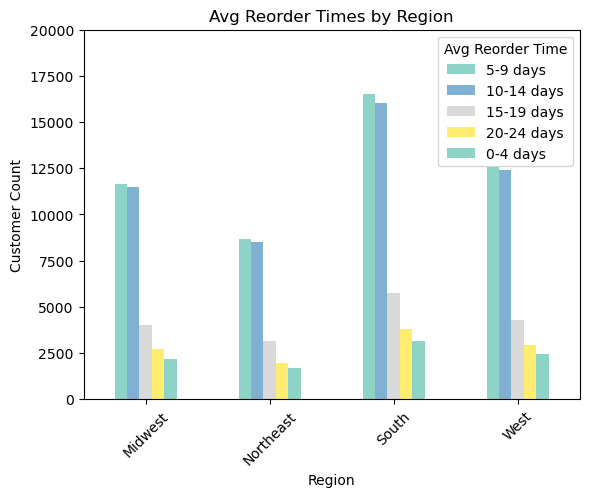 Avg Reorder Times by Region
20000
17500
15000
12500
10000
7500
5000
2500
0
Customer Count
Avg Reorder Time
5-9 days
10-14 days
15-19 days
20-24 days
0-4 days
Midwest
Northeast
South
West
Region